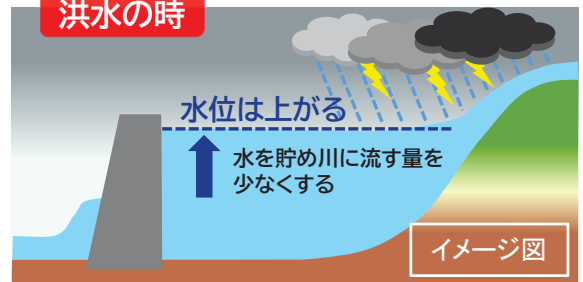 洪水の時
水位は上がる
水を貯め川に流す量を
少なくする
イメージ図